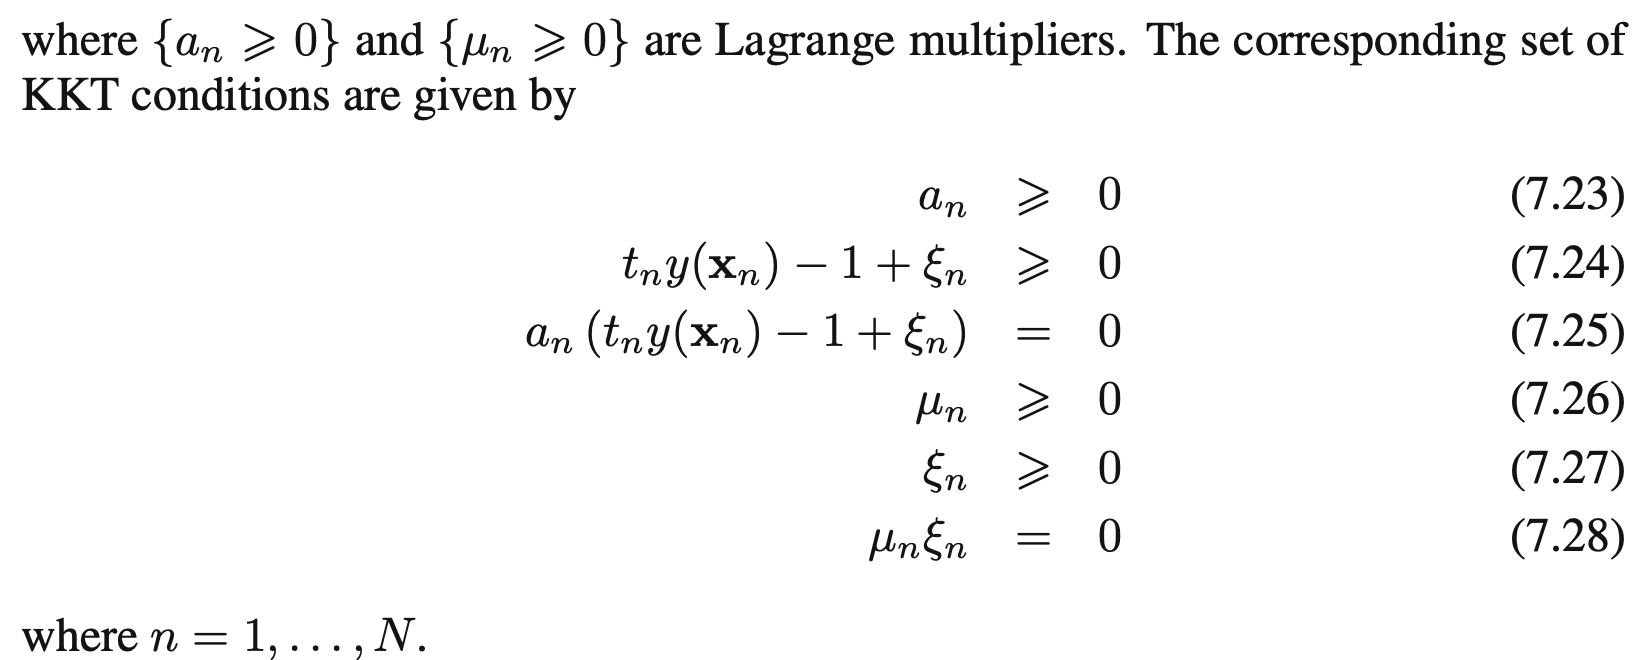 where {aₙ ⩾ 0} and {μₙ ⩾ 0} are Lagrange multipliers. The corresponding set of
KKT conditions are given by
aₙ ⩾ 0 (7.23)
tₙy(𝐱ₙ) − 1 + ξₙ ⩾ 0 (7.24)
aₙ (tₙy(𝐱ₙ) − 1 + ξₙ) = 0 (7.25)
μₙ ⩾ 0 (7.26)
ξₙ ⩾ 0 (7.27)
μₙξₙ = 0 (7.28)
where n = 1, . . . , N.